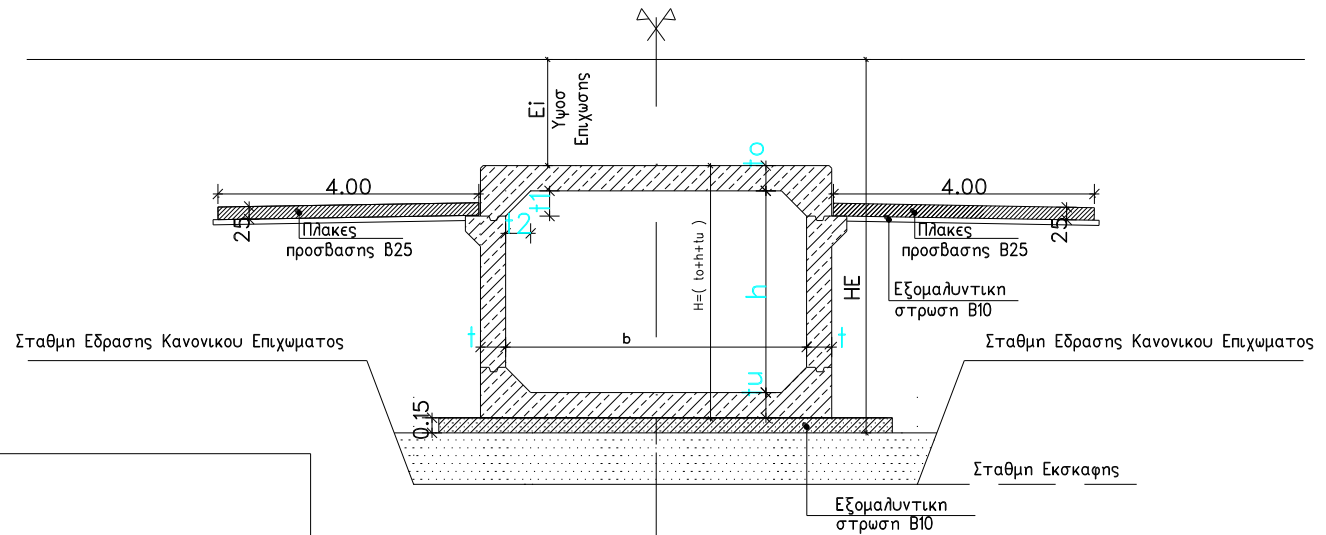 Ei
Υψοσ
Επιχωσης
to
4.00
4.00
t1
t2
25
25
Πλακες
προσβασης B25
Πλακες
προσβασης B25
H=( to+h+tu )
h
HE
Εξομαλυντικη
στρωση B10
Σταθμη Εδρασης Κανονικου Επιχωματος
t
b
t
Σταθμη Εδρασης Κανονικου Επιχωματος
tu
0.15
Σταθμη Εκσκαφης
Εξομαλυντικη
στρωση B10